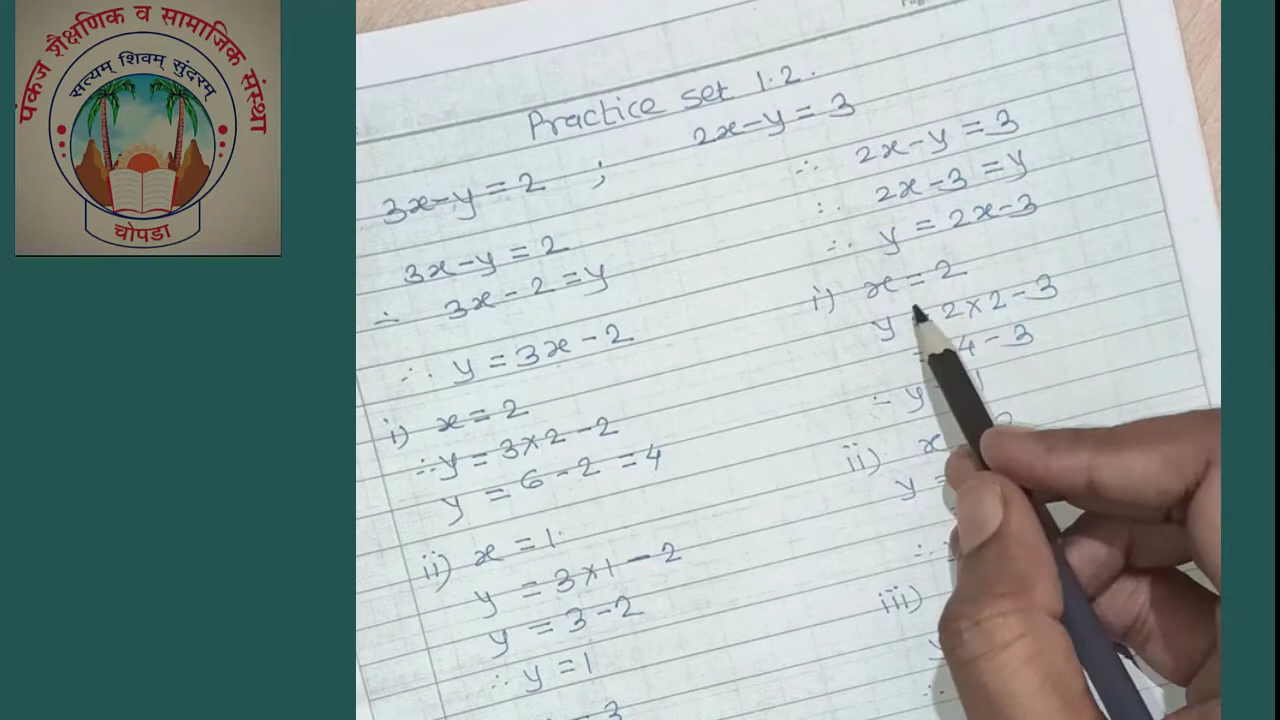 पंकज शैक्षणिक व सामाजिक संस्था
सत्यम् शिवम् सुंदरम्
चोपडा
Practice set 1.2.
3x-y=2 ; 2x-y=3
3x-y=2
∴ 3x-2=y
∴ y=3x-2
i) x=2
∴y=3×2-2
y=6-2=4
ii) x=1.
y=3×1-2
y=3-2
∴ y=1
∴ 2x-y=3
∴ 2x-3=y
∴ y=2x-3
i) x=2
y=2×2-3
=4-3
∴ y=1
ii) x
y=
∴
iii)
y
∴